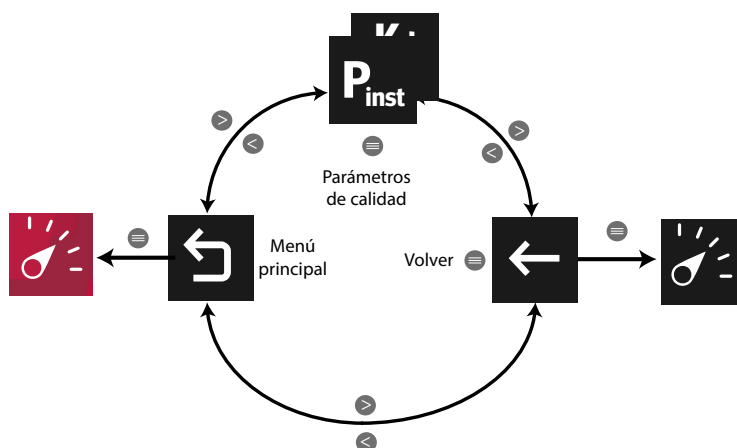 P
inst
Parámetros
de calidad
Menú
principal
Volver